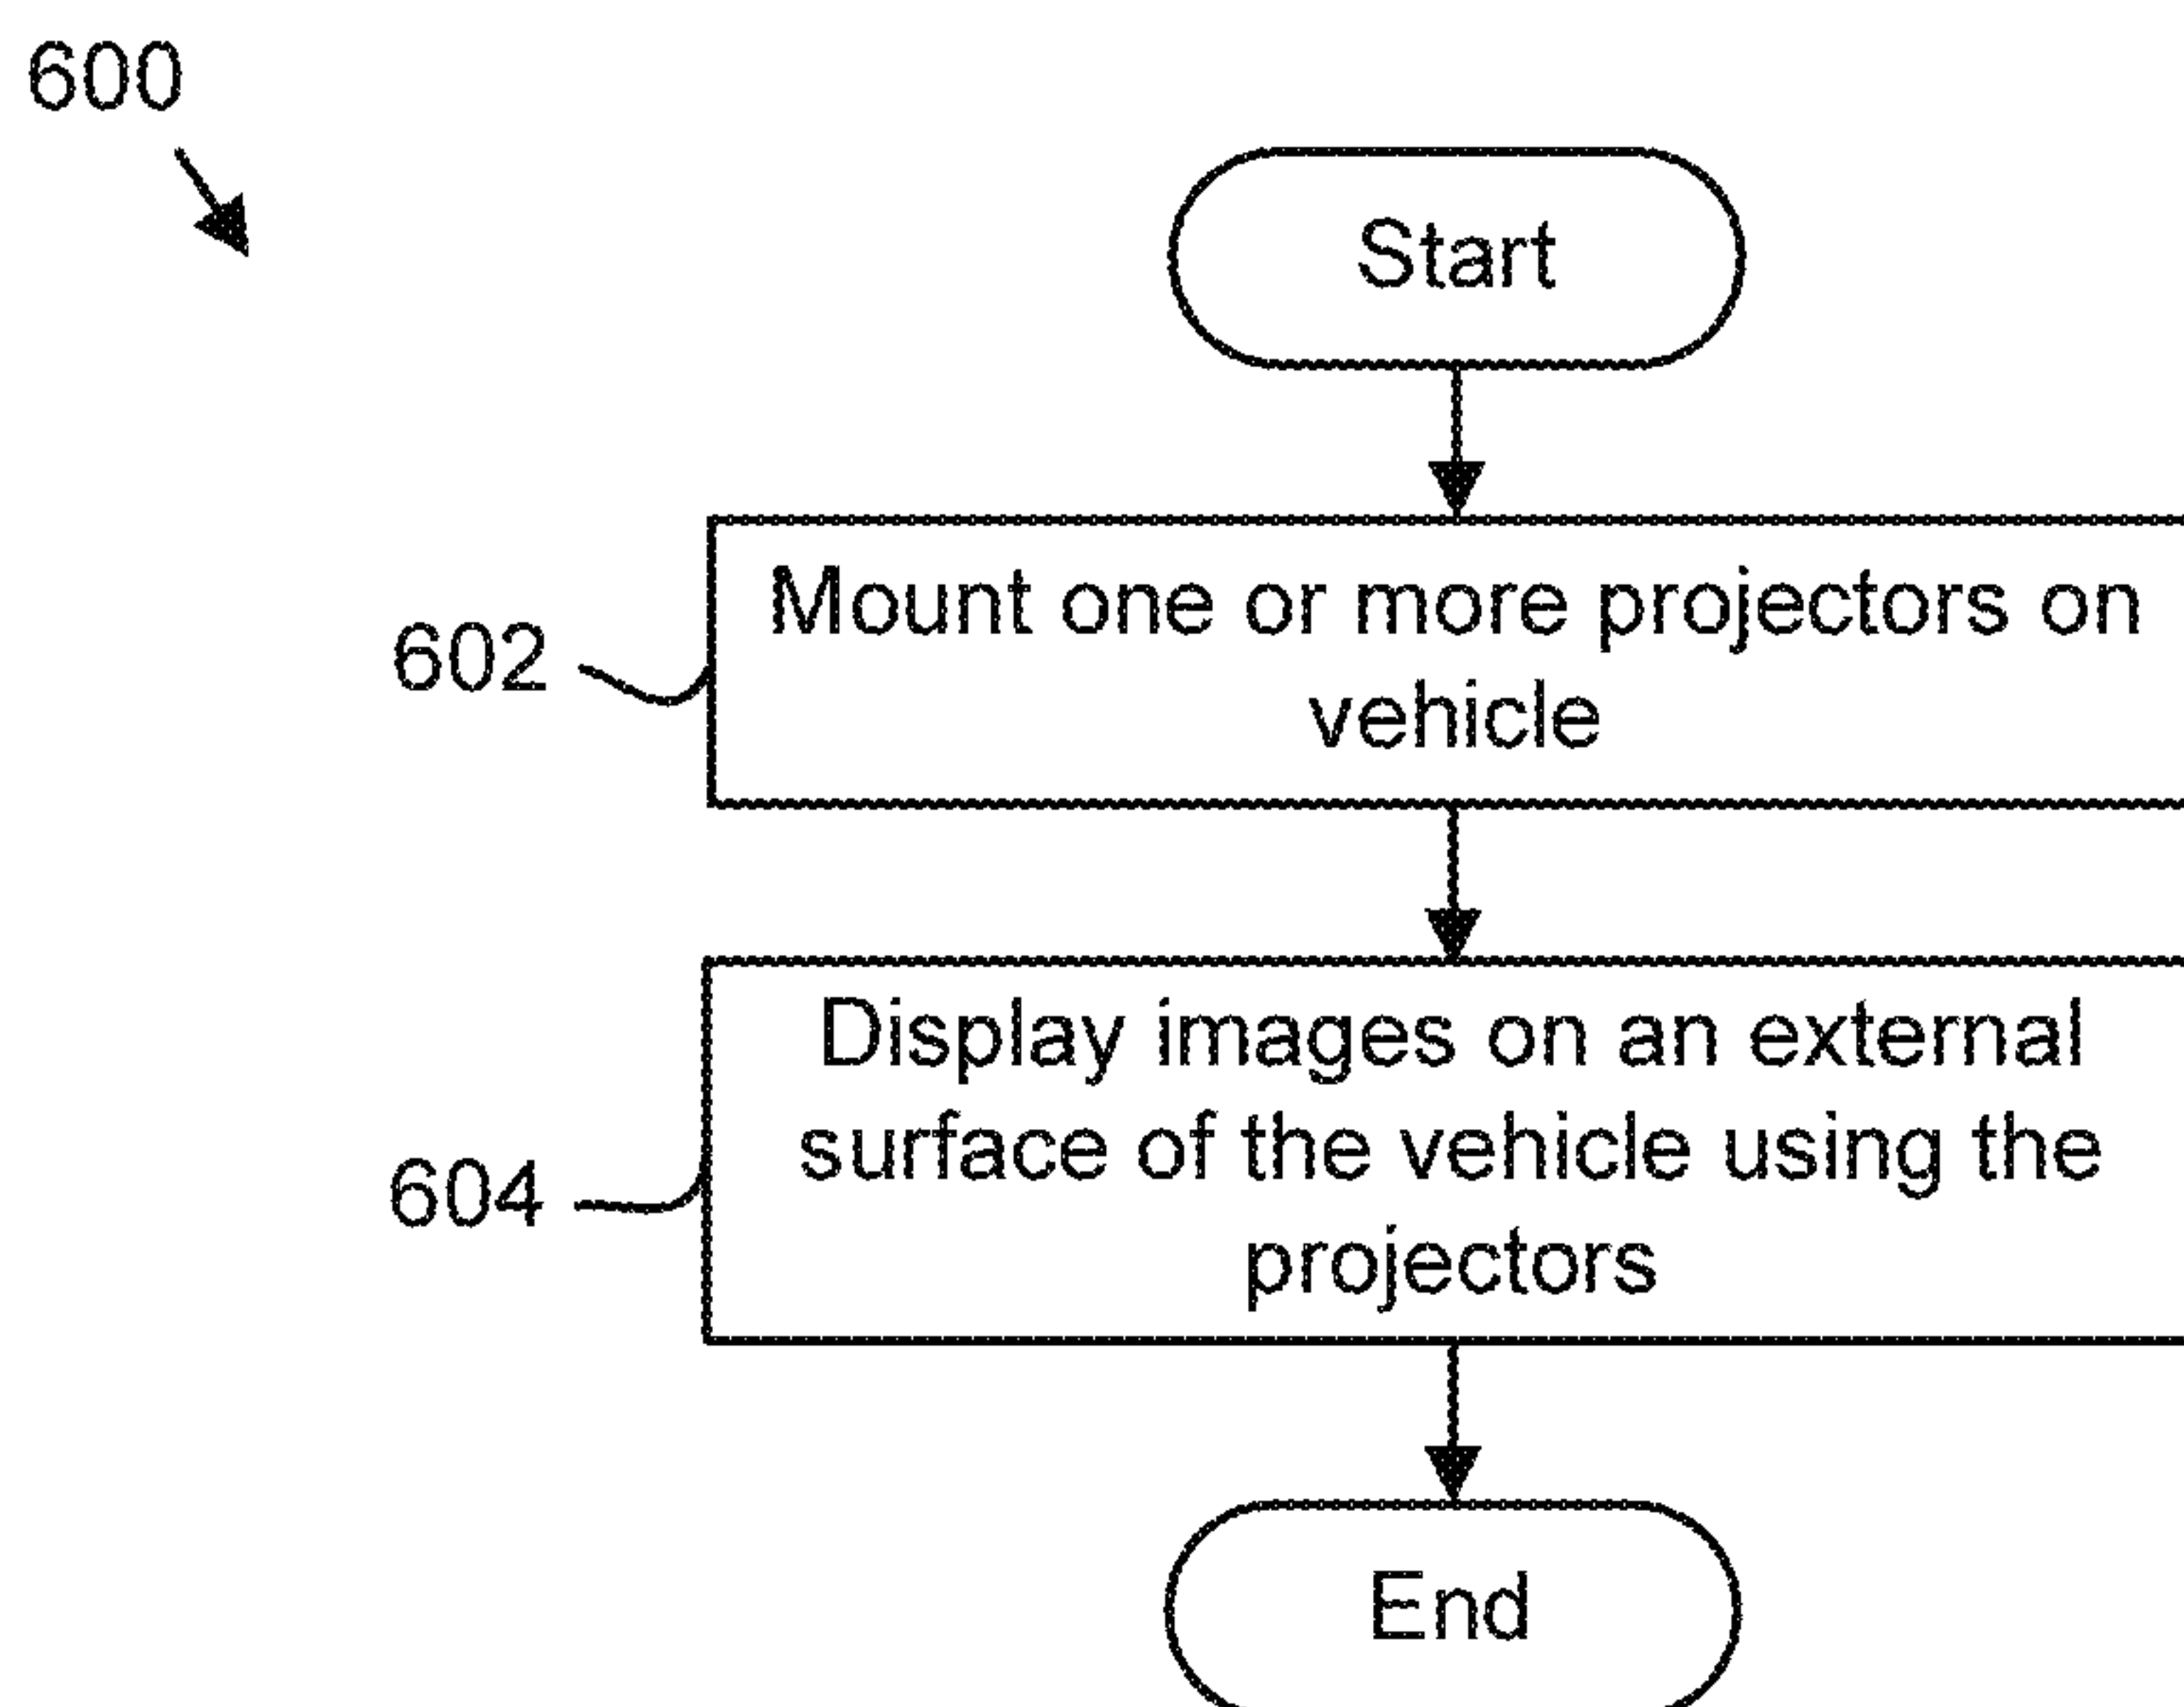 600
Start
602
Mount one or more projectors on
vehicle
604
Display images on an external
surface of the vehicle using the
projectors
End